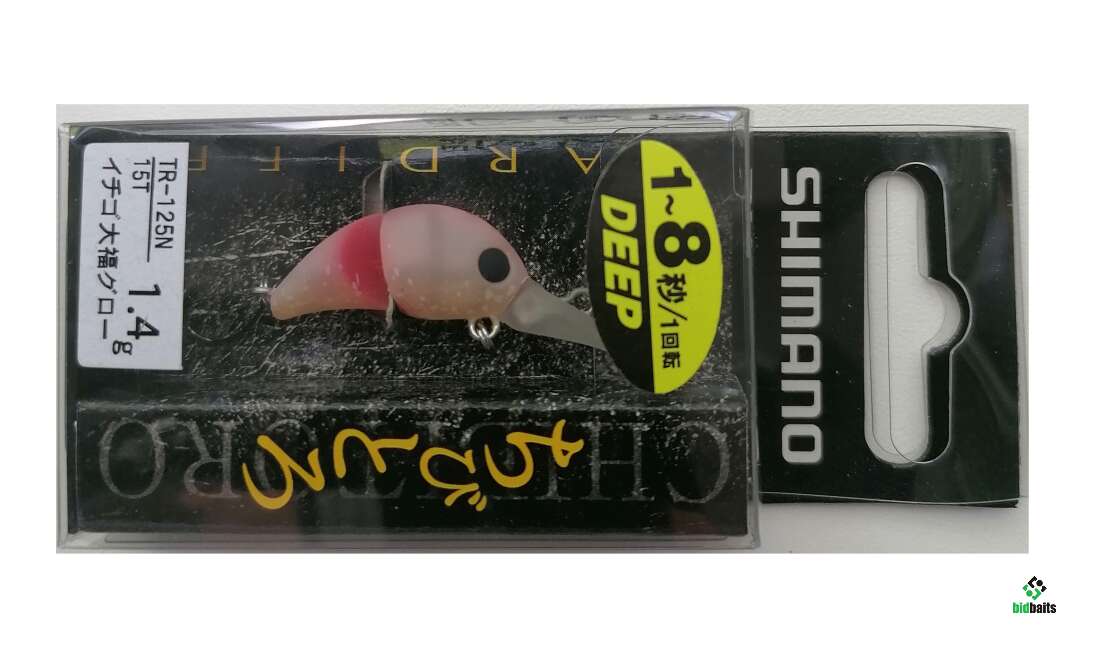 SHIMANO
1~8秒/1回転
DEEP
ARDIFF
TR-125N
15T
1.4g
イチゴ大福グロー
ちびとろ
CHIBITORO
bidbaits